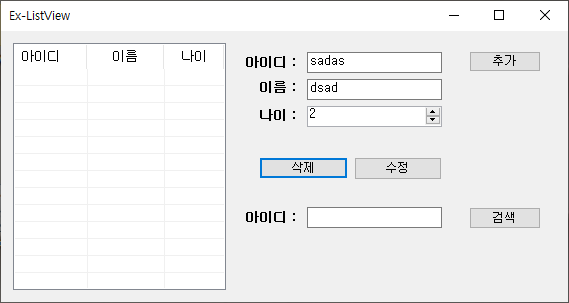 Ex-ListView
아이디 이름 나이
아이디 : sadas 추가
이름 : dsad
나이 : 2
삭제 수정
아이디 : 검색